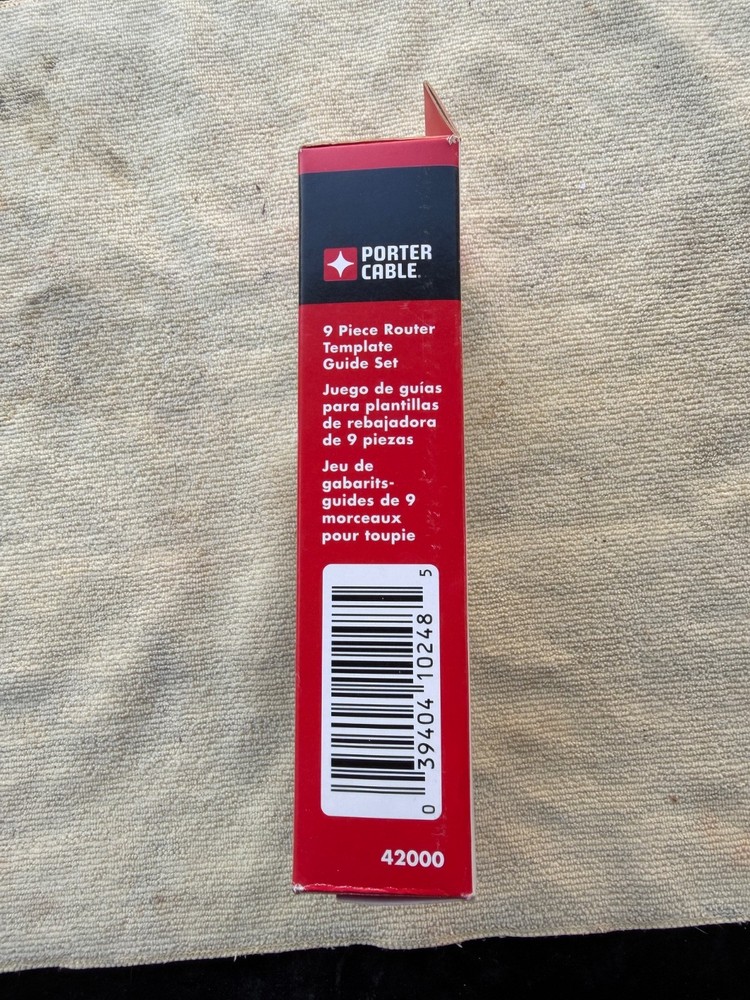 PORTER
CABLE
9 Piece Router
Template
Guide Set
Juego de guías
para plantillas
de rebajadora
de 9 piezas
Jeu de
gabarits-
guides de 9
morceaux
pour toupie
0 39404 10248 5
42000